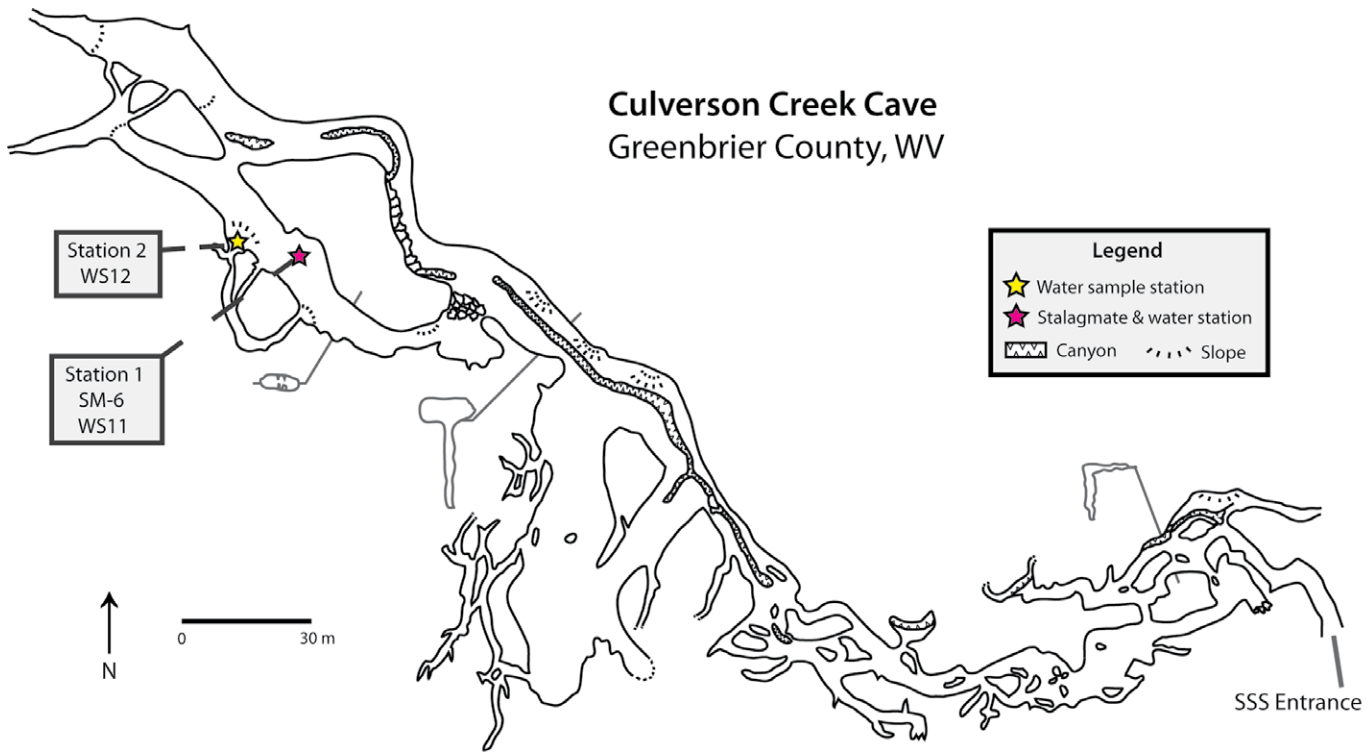 Culverson Creek Cave
Greenbrier County, WV
Station 2
WS12
Station 1
SM-6
WS11
Legend
Water sample station
Stalagmate & water station
Canyon
Slope
N
0
30 m
SSS Entrance